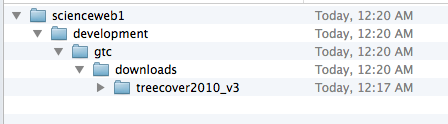 scienceweb1 Today, 12:20 AM
development Today, 12:20 AM
gtc Today, 12:20 AM
downloads Today, 12:20 AM
treecover2010_v3 Today, 12:17 AM